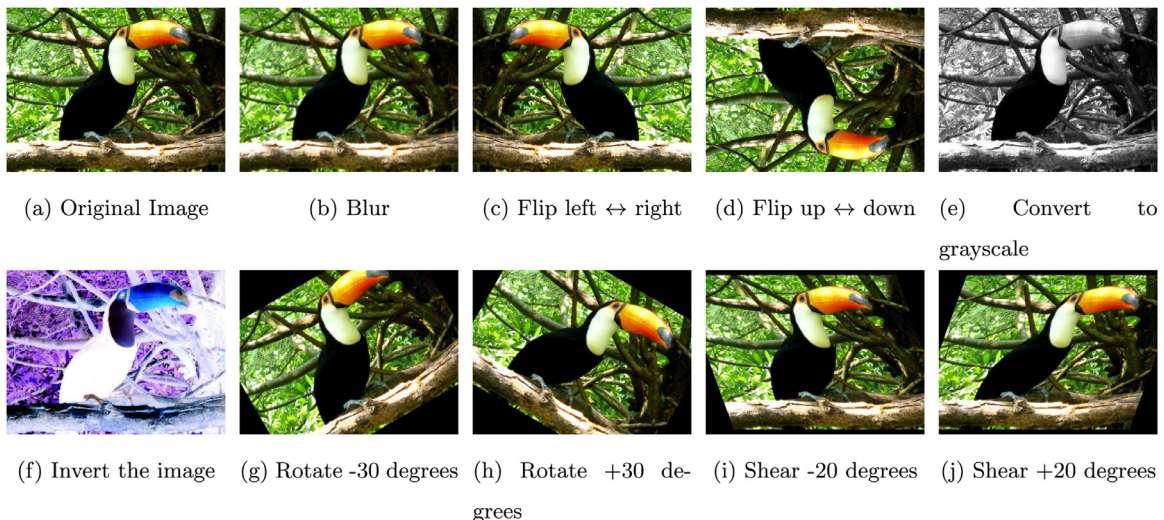 (a) Original Image
(b) Blur
(c) Flip left ↔ right
(d) Flip up ↔ down
(e) Convert to
grayscale
(f) Invert the image
(g) Rotate -30 degrees
(h) Rotate +30 de-
grees
(i) Shear -20 degrees
(j) Shear +20 degrees